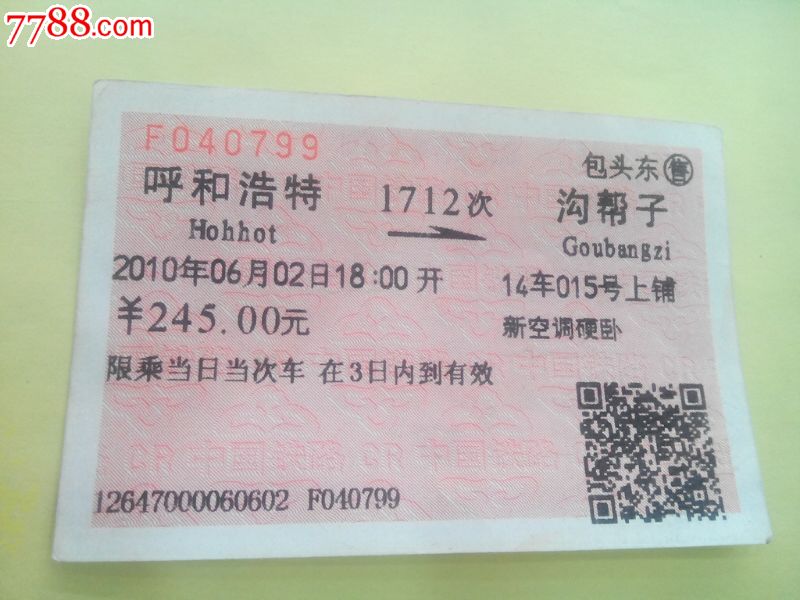 7788.com
F040799
包头东 售
呼和浩特 1712次 沟帮子
Hohhot Goubangzi
2010年06月02日18:00开 14车015号上铺
¥245.00元 新空调硬卧
限乘当日当次车 在3日内到有效
12647000060602 F040799